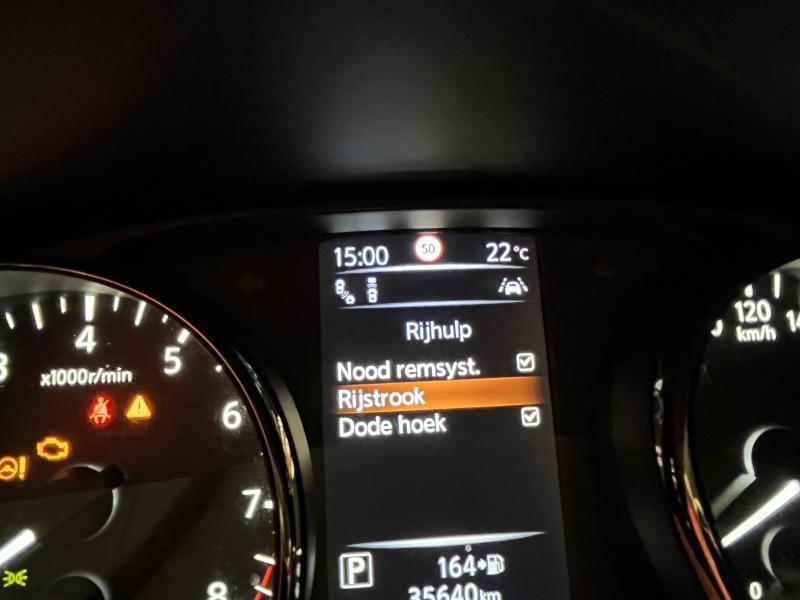 15:00 50 22°C
Rijhulp
Nood remsyst.
Rijstrook
Dode hoek
P 164
35640km
3 4 5 6 7 8
x1000r/min
!
120
km/h
0